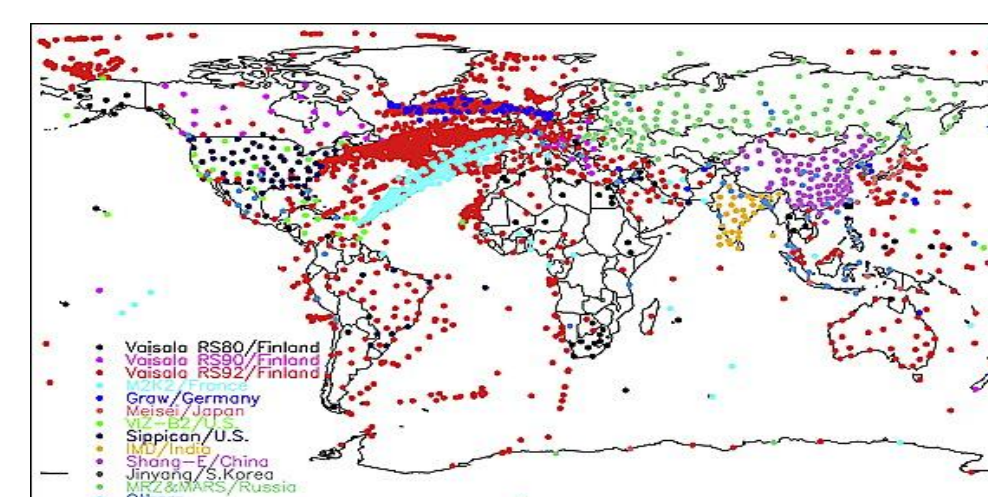 Vaisala RS80/Finland
Vaisala RS90/Finland
Vaisala RS92/Finland
M2K2/France
Graw/Germany
Meisei/Japan
VIZ-B2/U.S.
Sippican/U.S.
IMD/India
Shang-E/China
Jinyang/S.Korea
MRZ&MARS/Russia